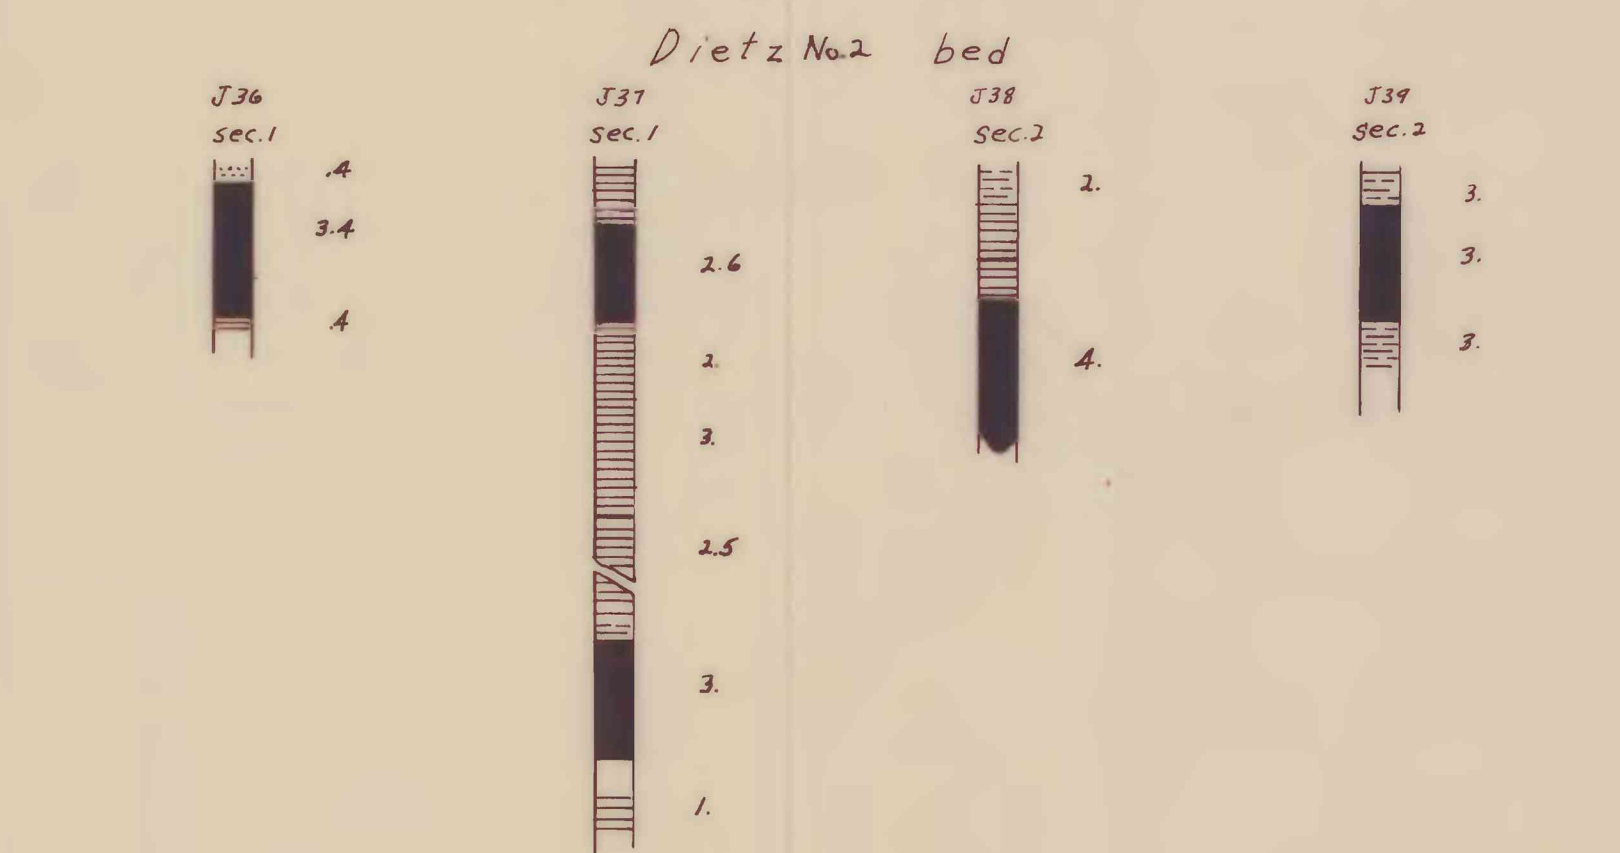 Dietz No.2 bed
J36
sec.1
.4
3.4
.4
J37
sec.1
2.6
2.
3.
2.5
3.
1.
J38
sec.2
2.
4.
J39
sec.2
3.
3.
3.